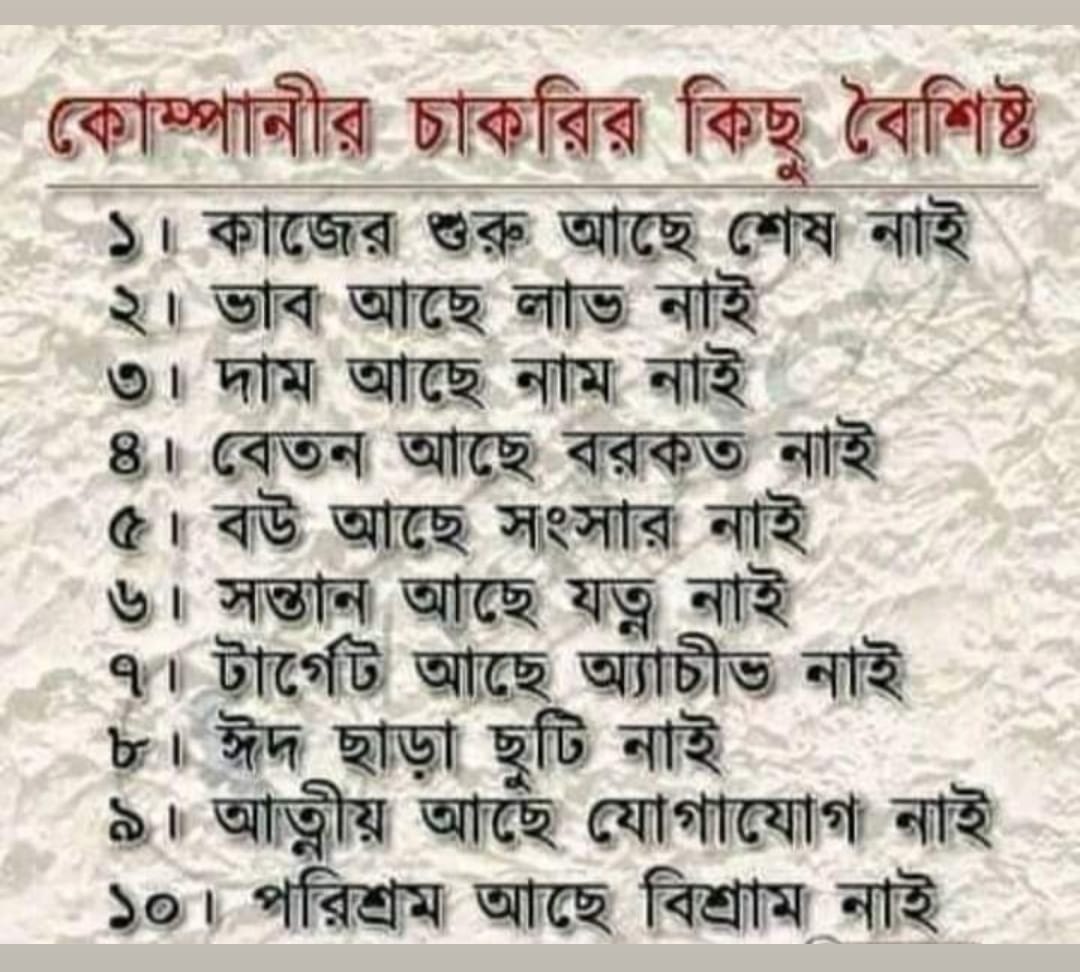 কোম্পানীর চাকরির কিছু বৈশিষ্ট
১। কাজের শুরু আছে শেষ নাই
২। ভাব আছে লাভ নাই
৩। দাম আছে নাম নাই
৪। বেতন আছে বরকত নাই
৫। বউ আছে সংসার নাই
৬। সন্তান আছে যত্ন নাই
৭। টার্গেট আছে অ্যাচীভ নাই
৮। ঈদ ছাড়া ছুটি নাই
৯। আত্নীয় আছে যোগাযোগ নাই
১০। পরিশ্রম আছে বিশ্রাম নাই